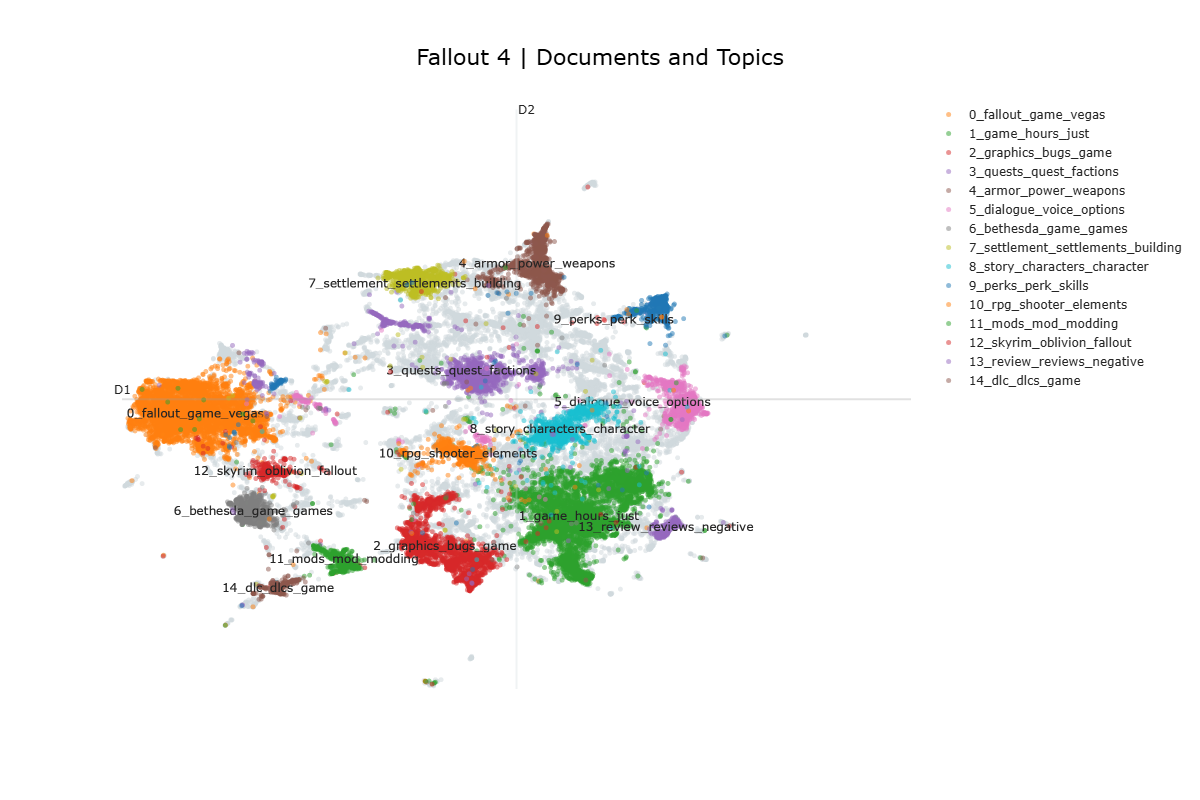 Fallout 4 | Documents and Topics
D2
D1
4_armor_power_weapons
7_settlement_settlements_building
9_perks_perk_skills
3_quests_quest_factions
5_dialogue_voice_options
0_fallout_game_vegas
8_story_characters_character
10_rpg_shooter_elements
12_skyrim_oblivion_fallout
6_bethesda_game_games
1_game_hours_just
13_review_reviews_negative
2_graphics_bugs_game
11_mods_mod_modding
14_dlc_dlcs_game
0_fallout_game_vegas
1_game_hours_just
2_graphics_bugs_game
3_quests_quest_factions
4_armor_power_weapons
5_dialogue_voice_options
6_bethesda_game_games
7_settlement_settlements_building
8_story_characters_character
9_perks_perk_skills
10_rpg_shooter_elements
11_mods_mod_modding
12_skyrim_oblivion_fallout
13_review_reviews_negative
14_dlc_dlcs_game